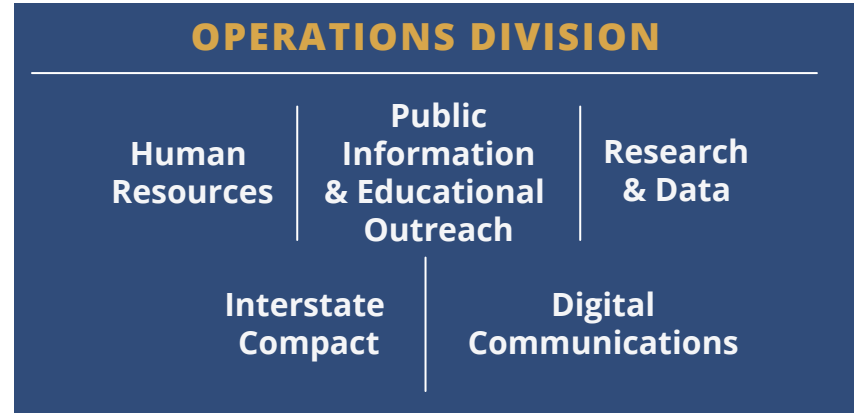 OPERATIONS DIVISION
Human
Resources
Public
Information
& Educational
Outreach
Research
& Data
Interstate
Compact
Digital
Communications